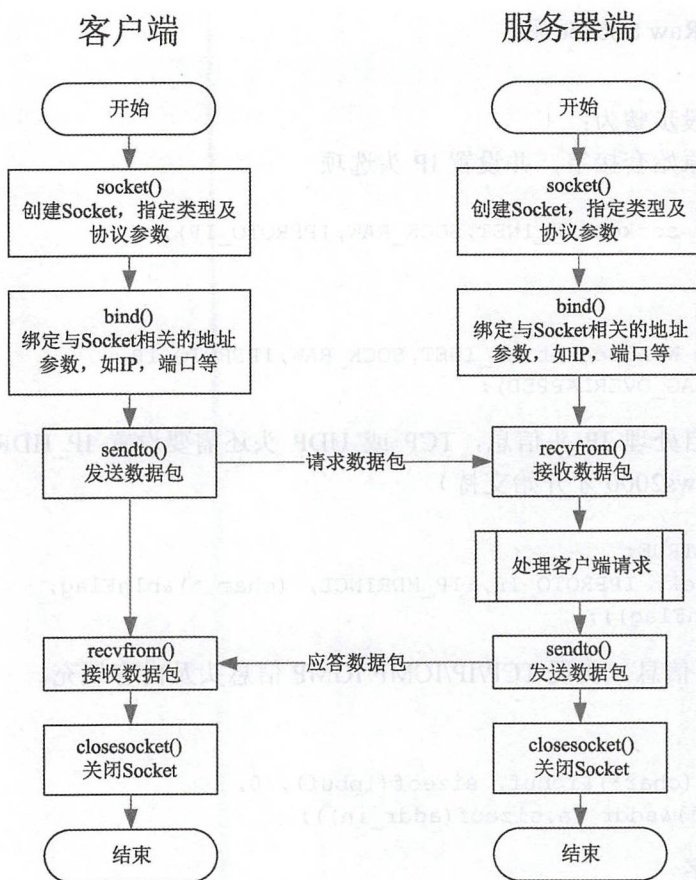 客户端
开始
socket()
创建Socket，指定类型及
协议参数
bind()
绑定与Socket相关的地址
参数，如IP，端口等
sendto()
发送数据包
请求数据包
recvfrom()
接收数据包
应答数据包
closesocket()
关闭Socket
结束
服务器端
开始
socket()
创建Socket，指定类型及
协议参数
bind()
绑定与Socket相关的地址
参数，如IP，端口等
recvfrom()
接收数据包
处理客户端请求
sendto()
发送数据包
closesocket()
关闭Socket
结束